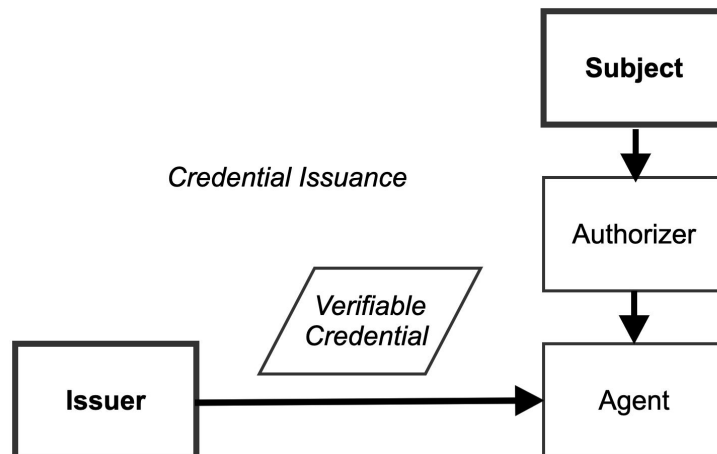 Subject
Credential Issuance
Authorizer
Verifiable
Credential
Issuer
Agent